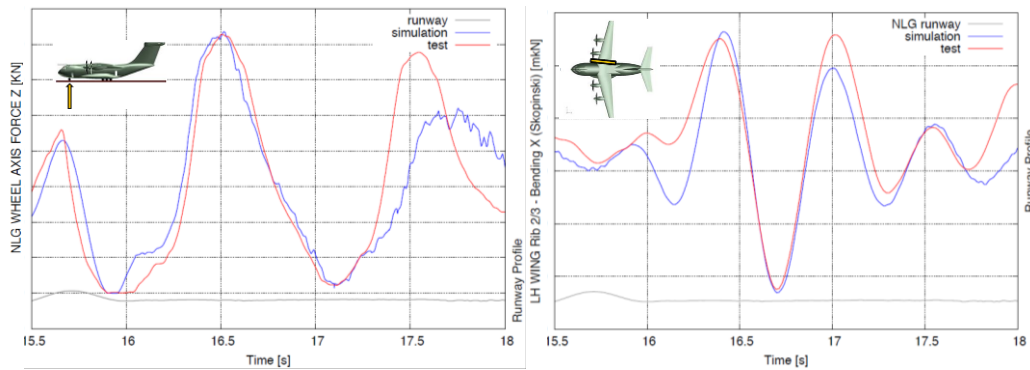 NLG WHEEL AXIS FORCE Z [KN]
runway
simulation
test
Runway Profile
15.5 16 16.5 17 17.5 18
Time [s]
LH WING Rib 2/3 - Bending X (Skopinski) [mkN]
NLG runway
simulation
test
Runway Profile
15.5 16 16.5 17 17.5 18
Time [s]